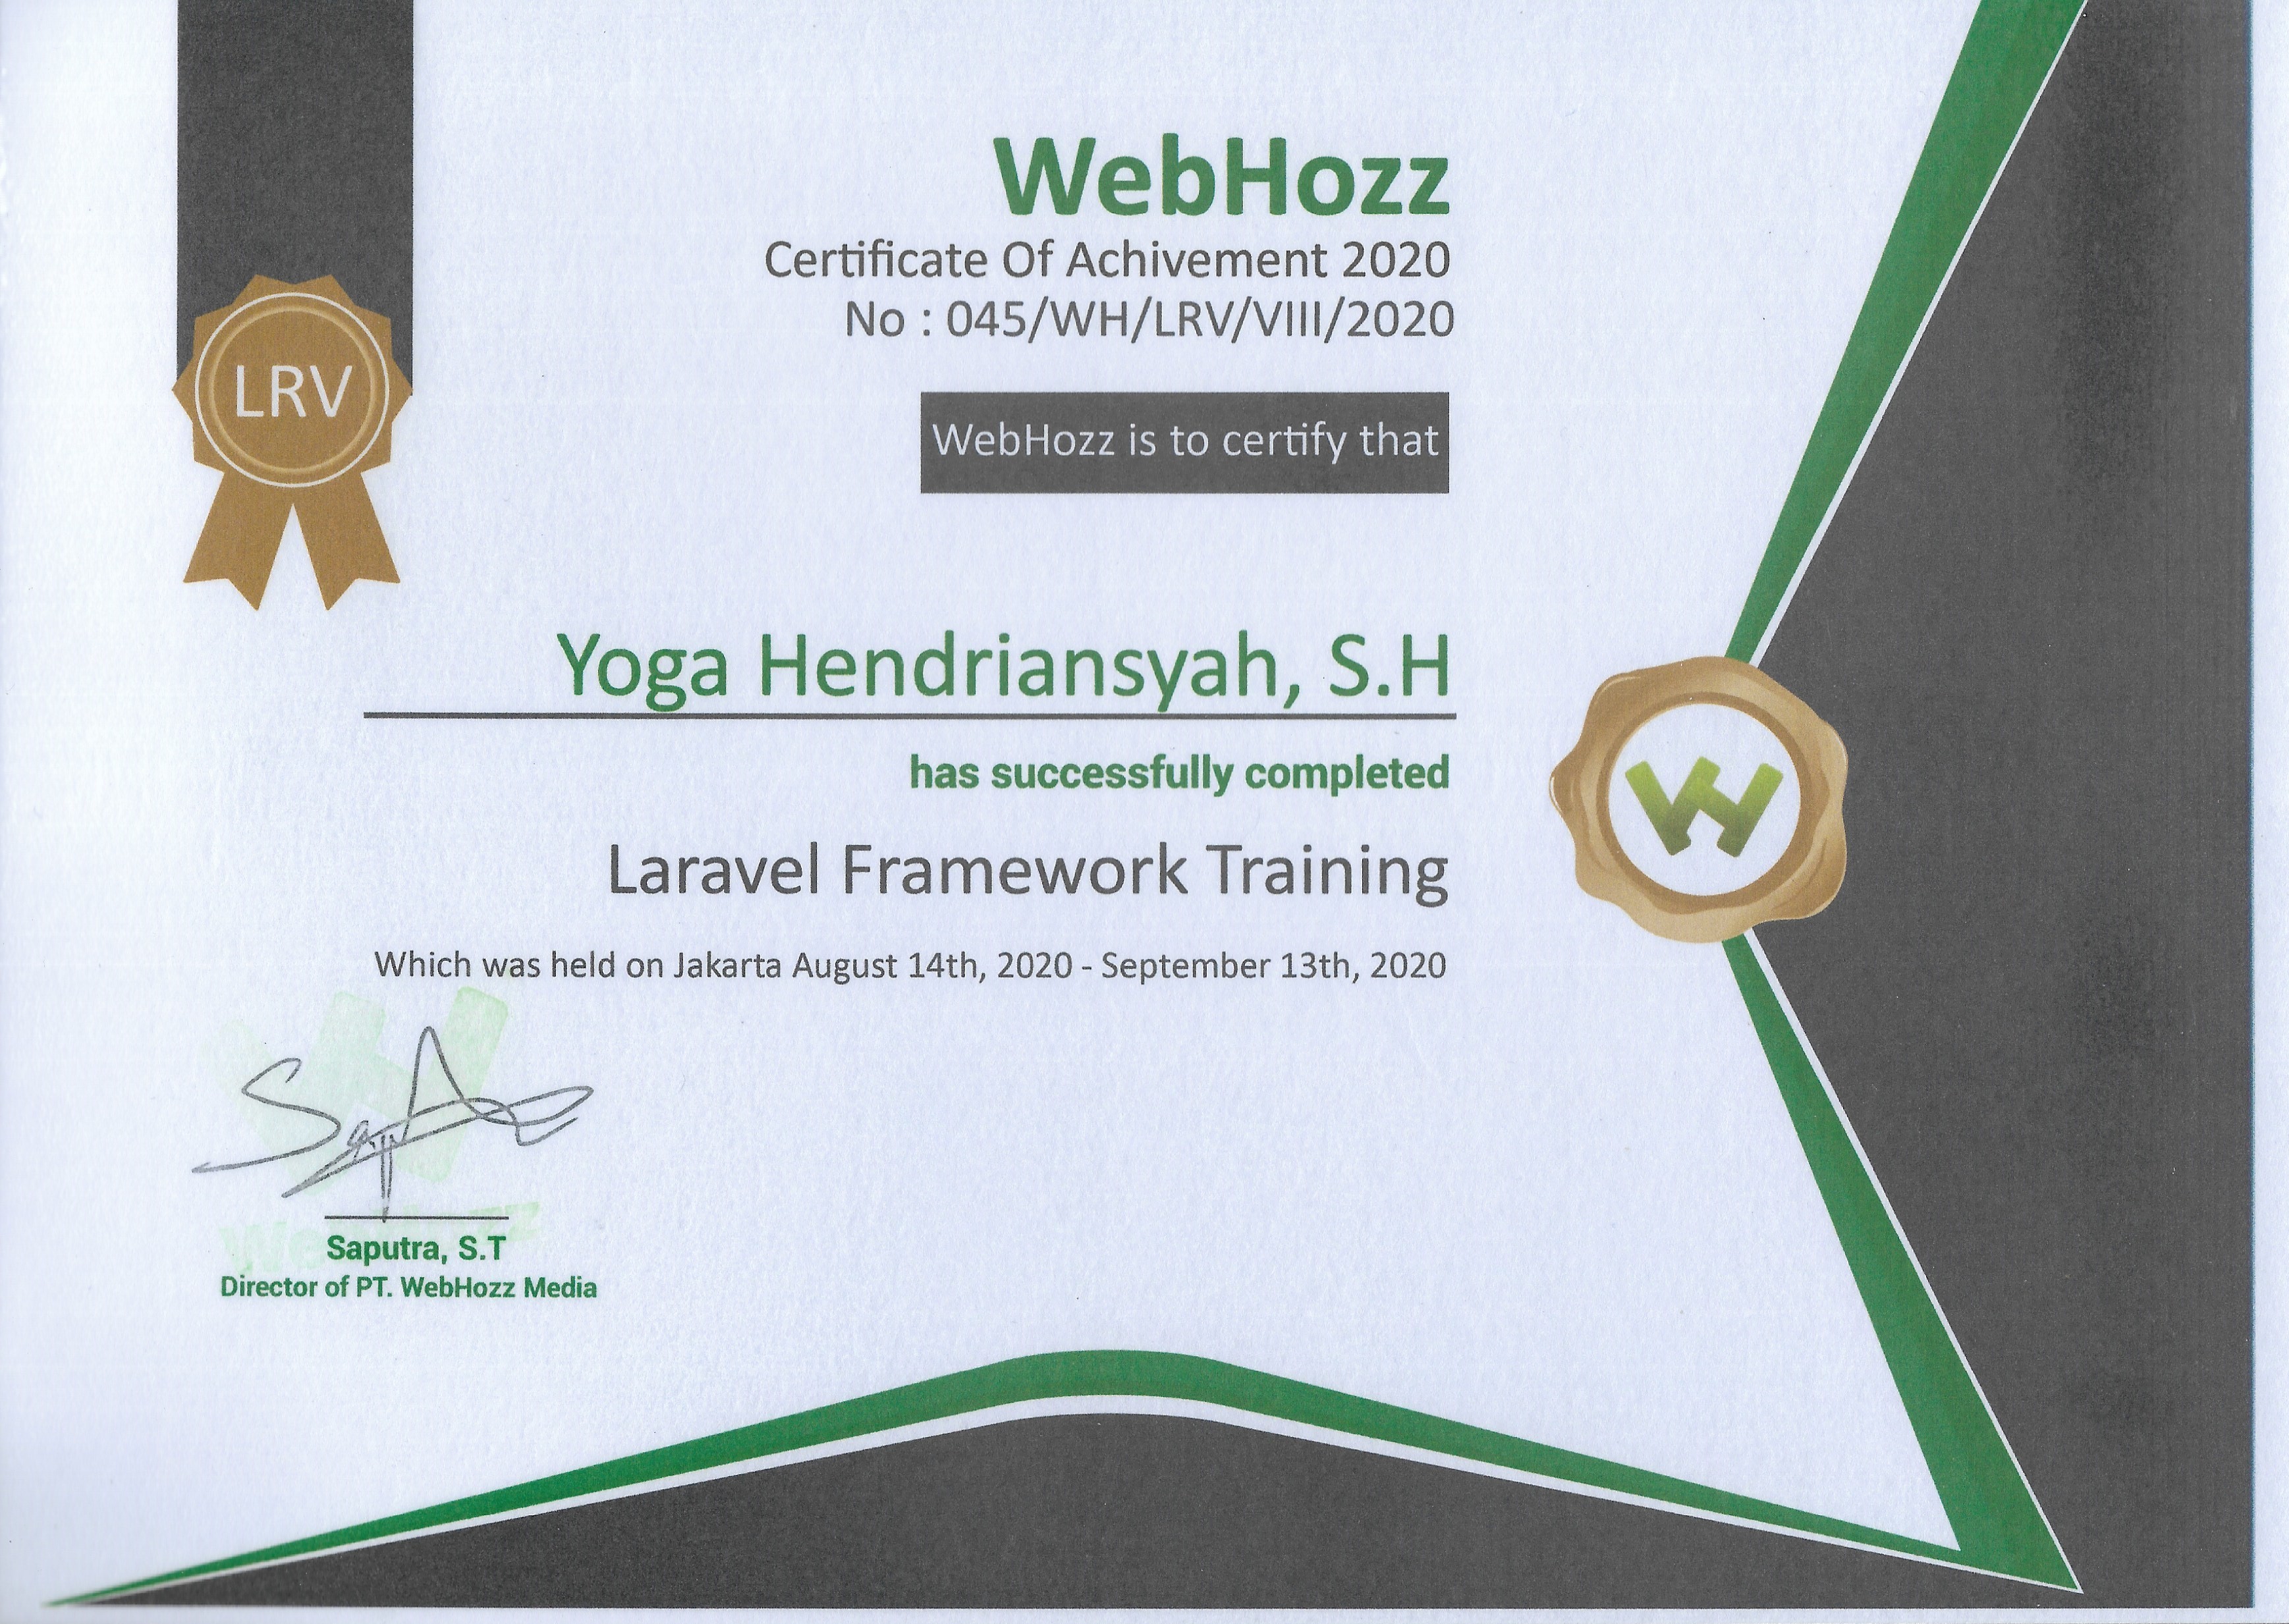 WebHozz
Certificate Of Achivement 2020
No : 045/WH/LRV/VIII/2020
LRV
WebHozz is to certify that
Yoga Hendriansyah, S.H
has successfully completed
Laravel Framework Training
Which was held on Jakarta August 14th, 2020 - September 13th, 2020
WebHozz
Saputra, S.T
Director of PT. WebHozz Media